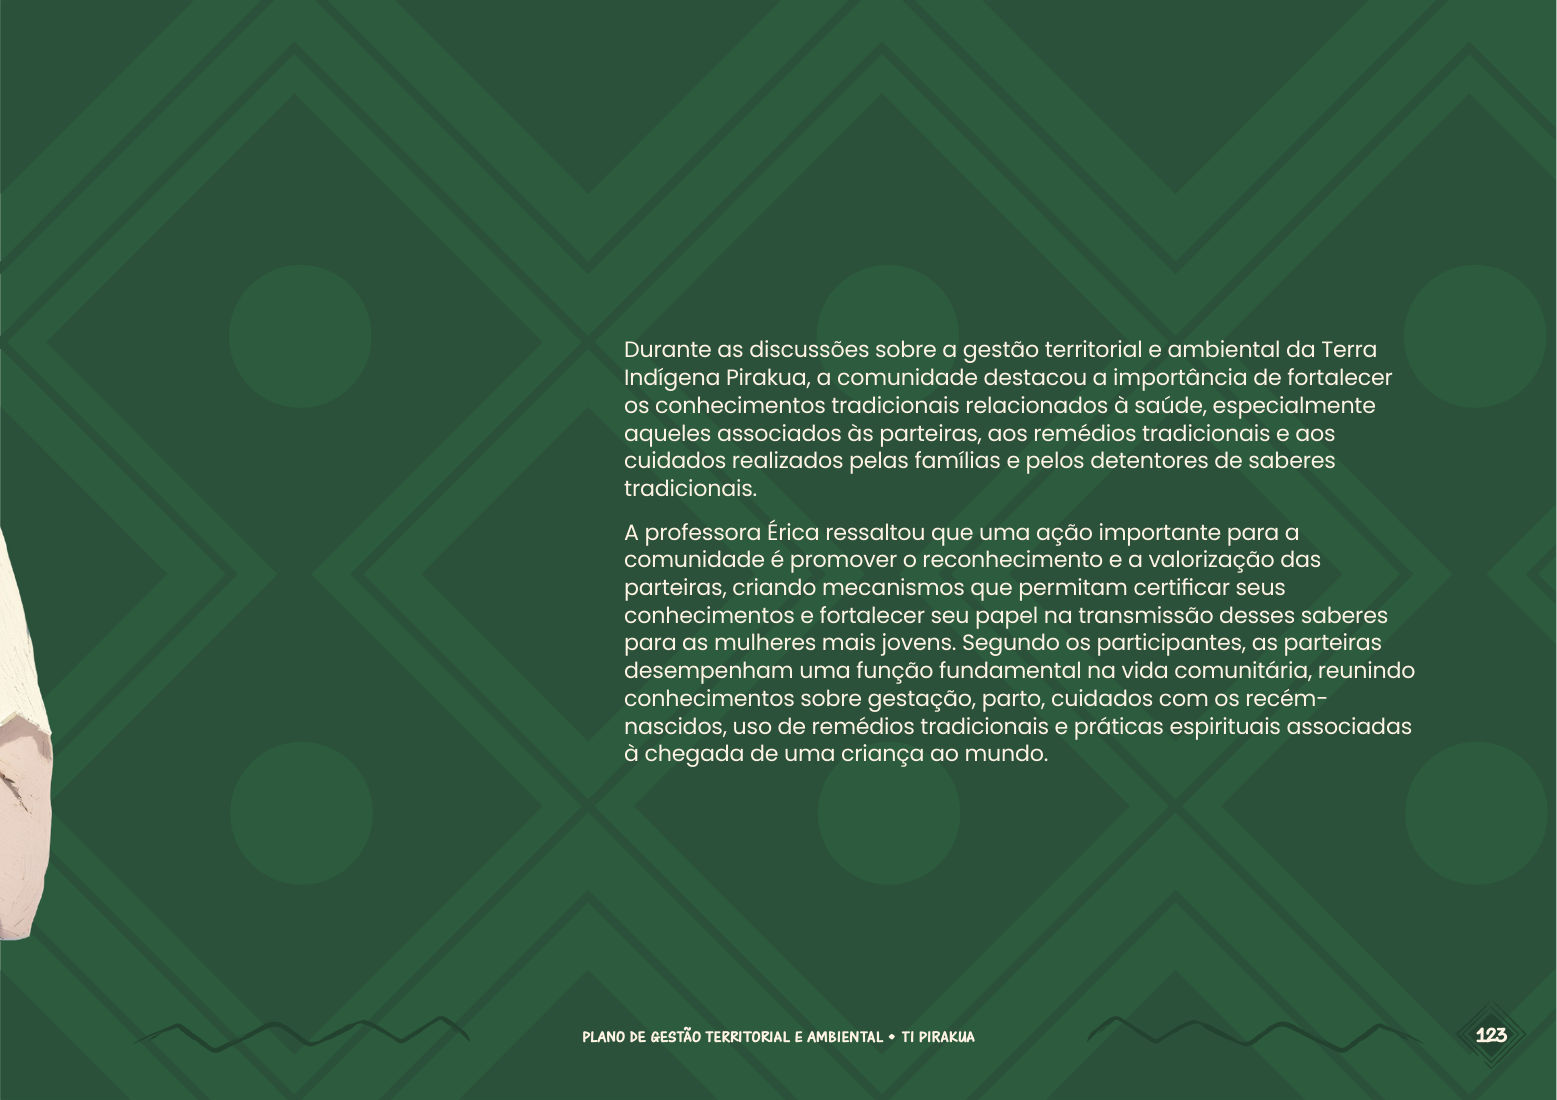 Durante as discussões sobre a gestão territorial e ambiental da Terra
Indígena Pirakua, a comunidade destacou a importância de fortalecer
os conhecimentos tradicionais relacionados à saúde, especialmente
aqueles associados às parteiras, aos remédios tradicionais e aos
cuidados realizados pelas famílias e pelos detentores de saberes
tradicionais.
A professora Érica ressaltou que uma ação importante para a
comunidade é promover o reconhecimento e a valorização das
parteiras, criando mecanismos que permitam certificar seus
conhecimentos e fortalecer seu papel na transmissão desses saberes
para as mulheres mais jovens. Segundo os participantes, as parteiras
desempenham uma função fundamental na vida comunitária, reunindo
conhecimentos sobre gestação, parto, cuidados com os recém-
nascidos, uso de remédios tradicionais e práticas espirituais associadas
à chegada de uma criança ao mundo.
PLANO DE GESTÃO TERRITORIAL E AMBIENTAL • TI PIRAKUA
123